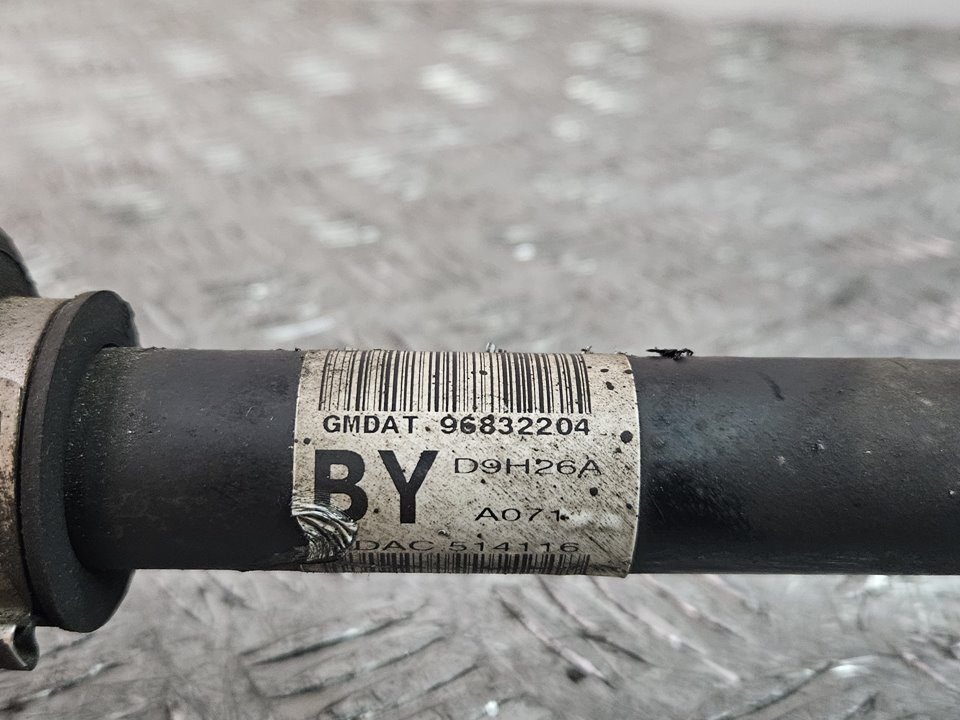 GMDAT 96832204
BY D9H26A
A071
DAC 514116